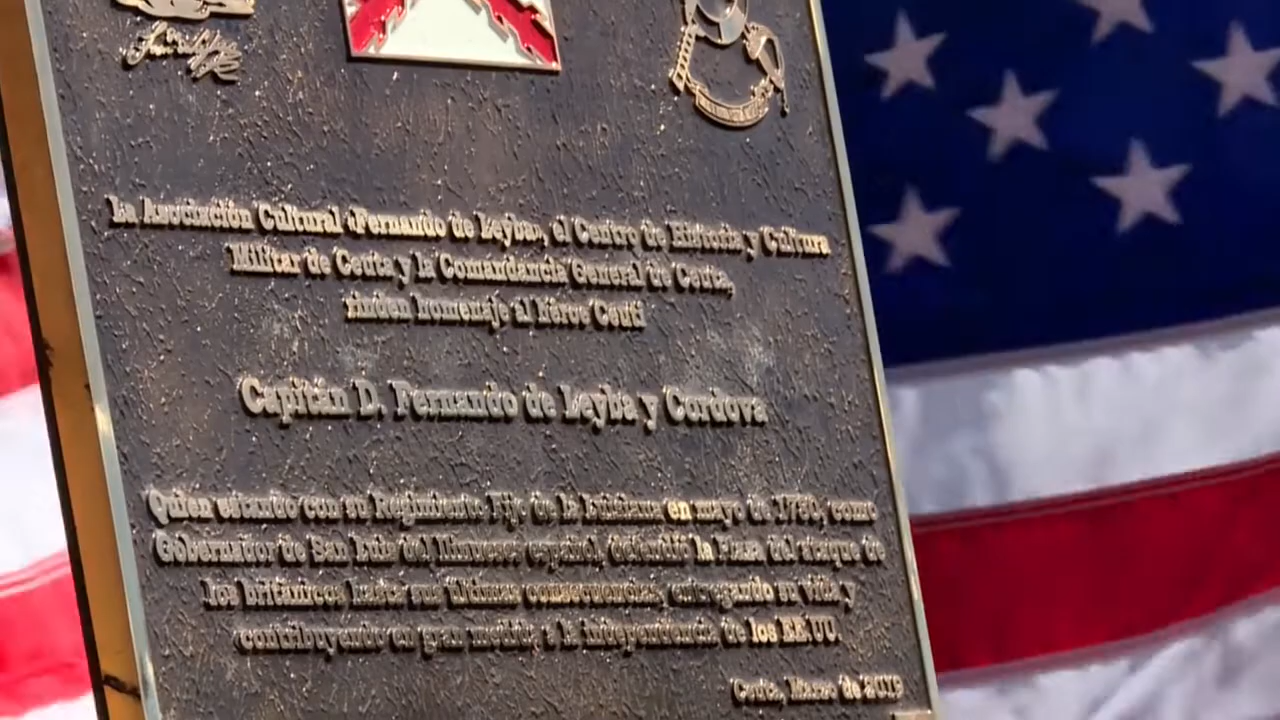 La Asociación Cultural «Fernando de Leyba», el Centro de Historia y Cultura
Militar de Ceuta y la Comandancia General de Ceuta,
rinden homenaje al héroe Ceutí
Capitán D. Fernando de Leyba y Cordova
Quien estando con su Regimiento Fijo de la Luisiana en mayo de 1780, como
Gobernador de San Luis del Illinueses español, defendió la Plaza del ataque de
los britanicos hasta sus últimas consecuencias, entregando su vida y
contribuyendo en gran medida a la independencia de los EE.UU.
Ceuta, Marzo de 2019